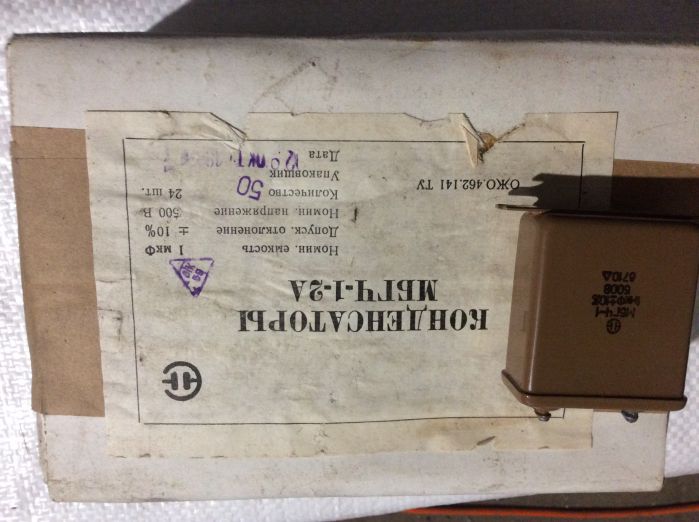 КОНДЕНСАТОРЫ
МБГЧ-1-2А
Номин. емкость 1 мкФ
Допуск. отклонение ± 10%
Номин. напряжение 500 В
Количество 24 шт.
Упаковщик 50
Дата
ОЖО.462.141 ТУ
МБГЧ-1
1мкФ±10%
500В
8710Δ